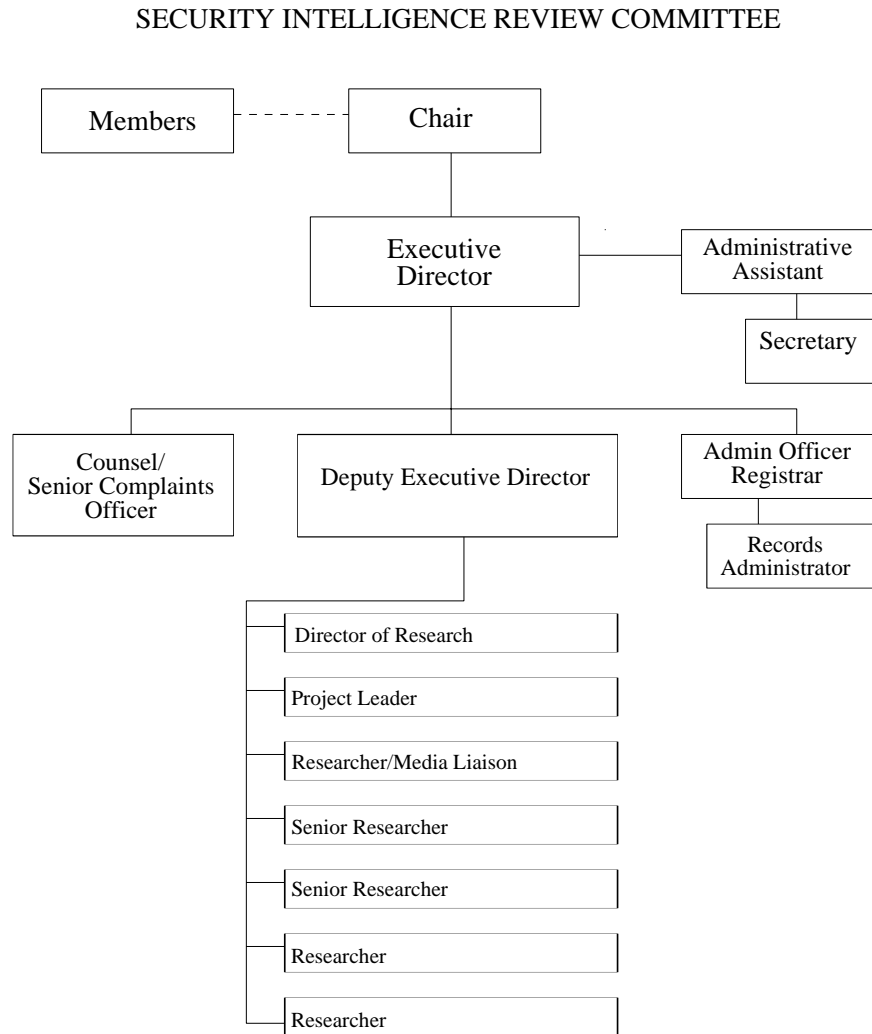 SECURITY INTELLIGENCE REVIEW COMMITTEE
Members
Chair
Executive
Director
Administrative
Assistant
Secretary
Counsel/
Senior Complaints
Officer
Deputy Executive Director
Admin Officer
Registrar
Records
Administrator
Director of Research
Project Leader
Researcher/Media Liaison
Senior Researcher
Senior Researcher
Researcher
Researcher